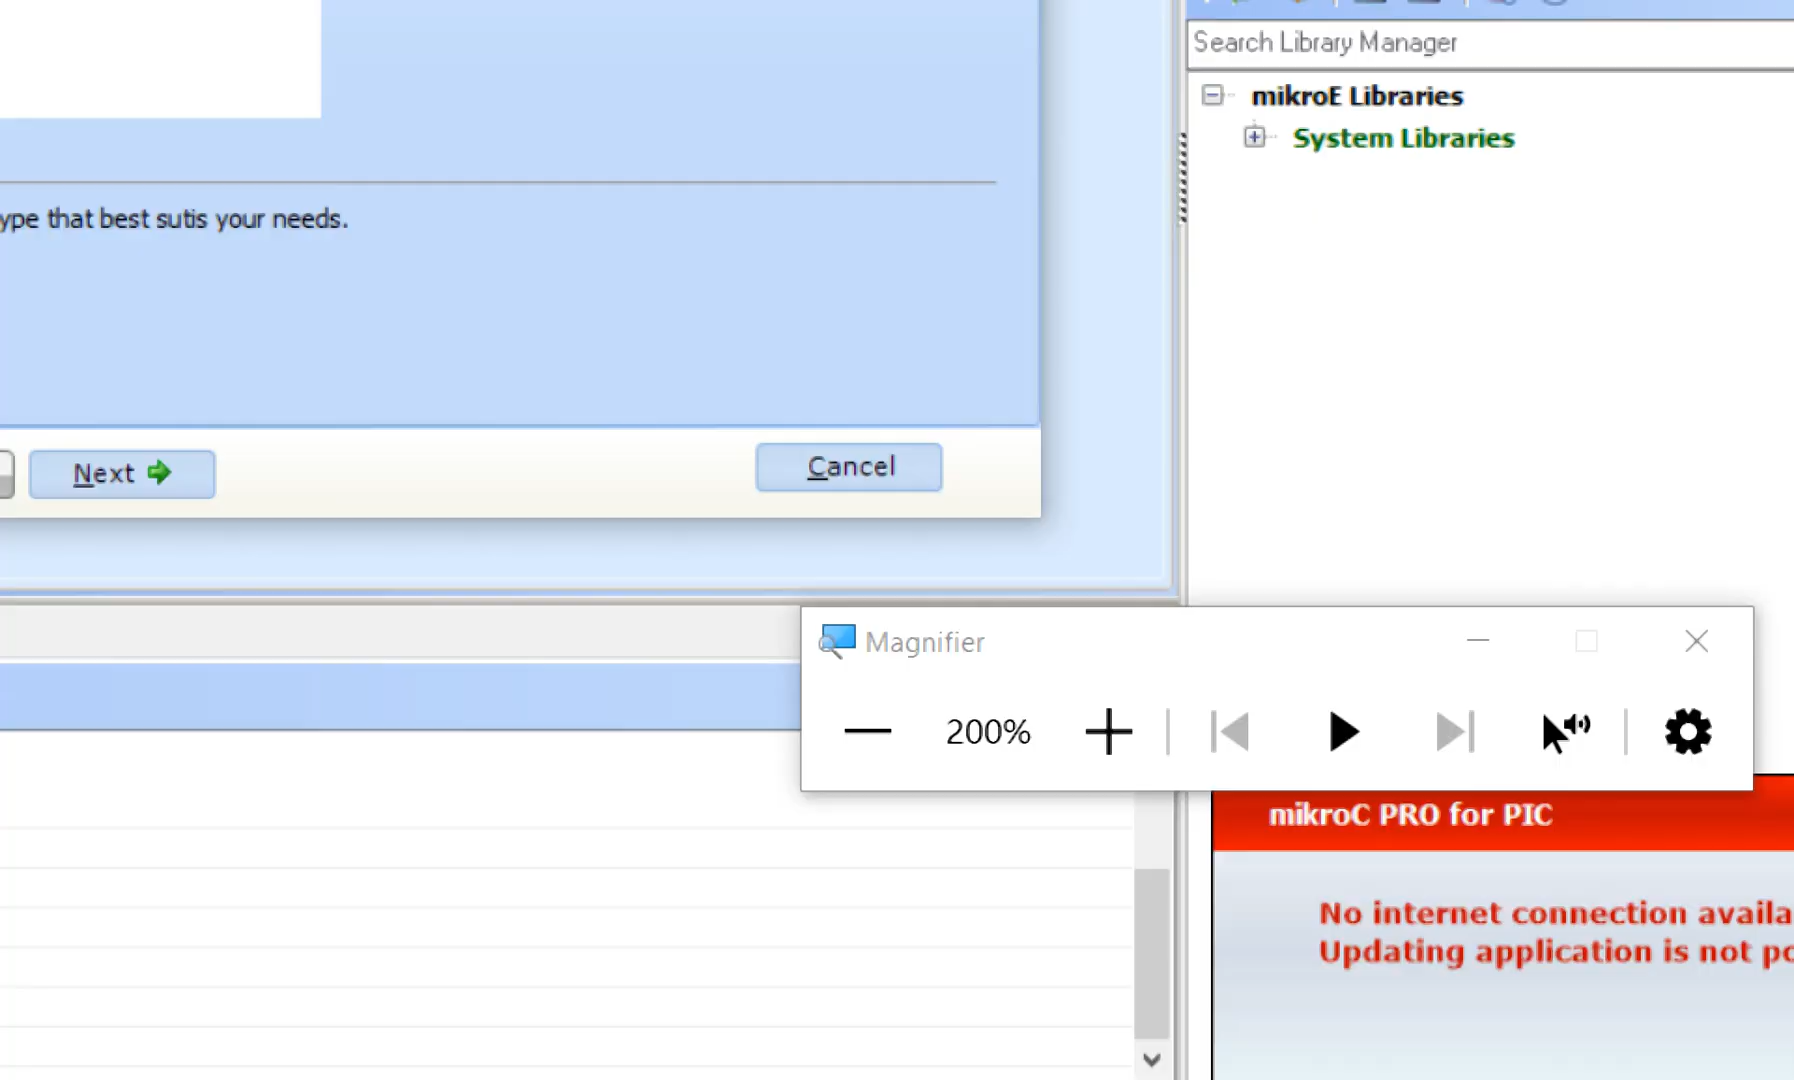 Search Library Manager
mikroE Libraries
System Libraries
ype that best sutis your needs.
Next
Cancel
Magnifier
200%
mikroC PRO for PIC
No internet connection availa
Updating application is not po